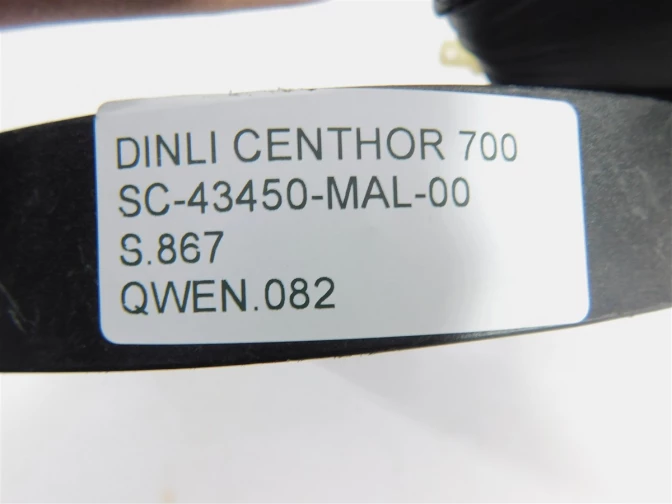 DINLI CENTHOR 700
SC-43450-MAL-00
S.867
QWEN.082